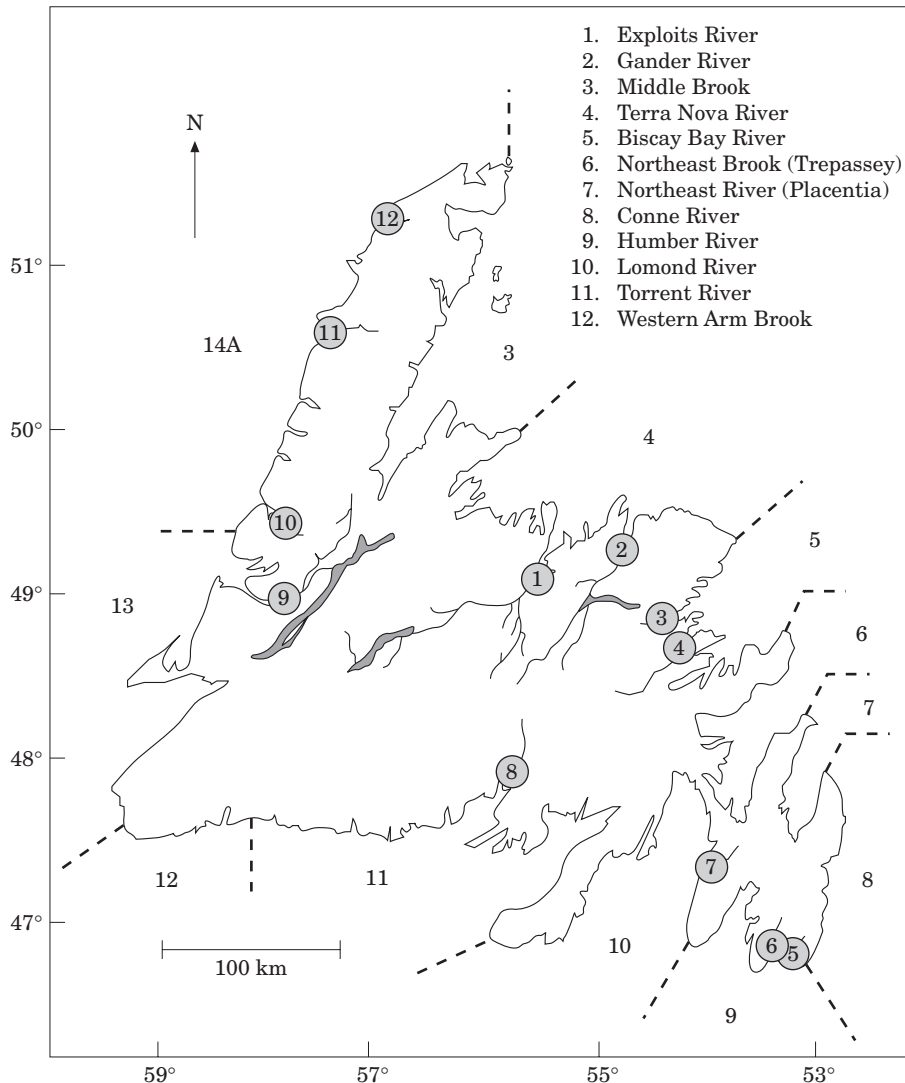 1. Exploits River
2. Gander River
3. Middle Brook
4. Terra Nova River
5. Biscay Bay River
6. Northeast Brook (Trepassey)
7. Northeast River (Placentia)
8. Conne River
9. Humber River
10. Lomond River
11. Torrent River
12. Western Arm Brook
N
12
51°
11
14A
3
50°
4
10
2
5
1
49°
9
3
13
6
4
7
48°
8
7
12
11
8
47°
6
5
10
100 km
9
59°
57°
55°
53°